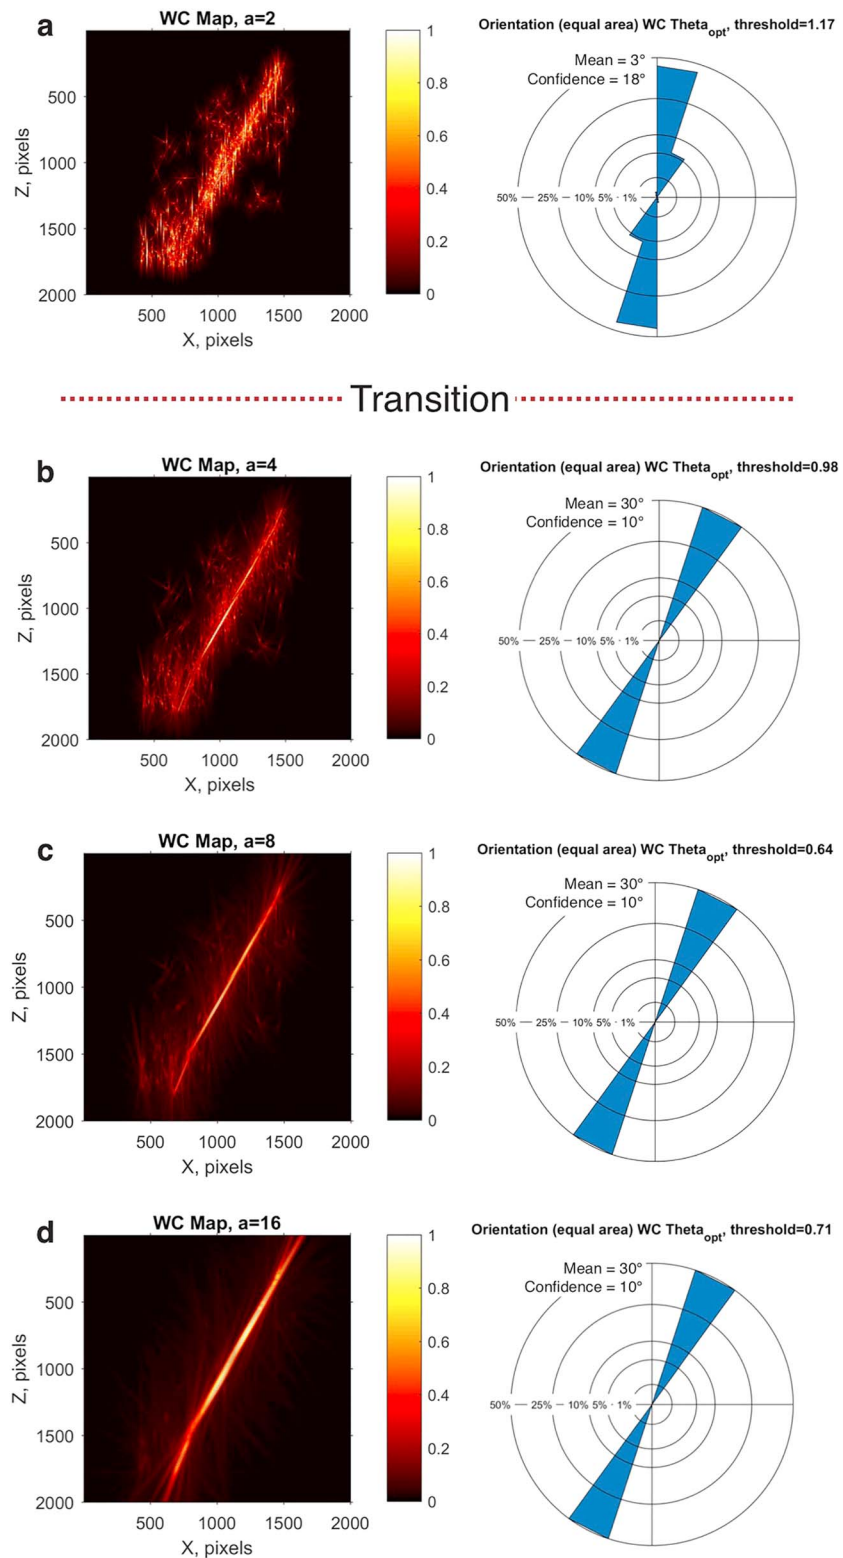 a
WC Map, a=2
Orientation (equal area) WC Theta_opt, threshold=1.17
Mean = 3°
Confidence = 18°
Z, pixels
500
1000
1500
2000
500 1000 1500 2000
X, pixels
1
0.8
0.6
0.4
0.2
0
50% 25% 10% 5% 1%
Transition
b
WC Map, a=4
Orientation (equal area) WC Theta_opt, threshold=0.98
Mean = 30°
Confidence = 10°
Z, pixels
500
1000
1500
2000
500 1000 1500 2000
X, pixels
1
0.8
0.6
0.4
0.2
0
50% 25% 10% 5% 1%
c
WC Map, a=8
Orientation (equal area) WC Theta_opt, threshold=0.64
Mean = 30°
Confidence = 10°
Z, pixels
500
1000
1500
2000
500 1000 1500 2000
X, pixels
1
0.8
0.6
0.4
0.2
0
50% 25% 10% 5% 1%
d
WC Map, a=16
Orientation (equal area) WC Theta_opt, threshold=0.71
Mean = 30°
Confidence = 10°
Z, pixels
500
1000
1500
2000
500 1000 1500 2000
X, pixels
1
0.8
0.6
0.4
0.2
0
50% 25% 10% 5% 1%